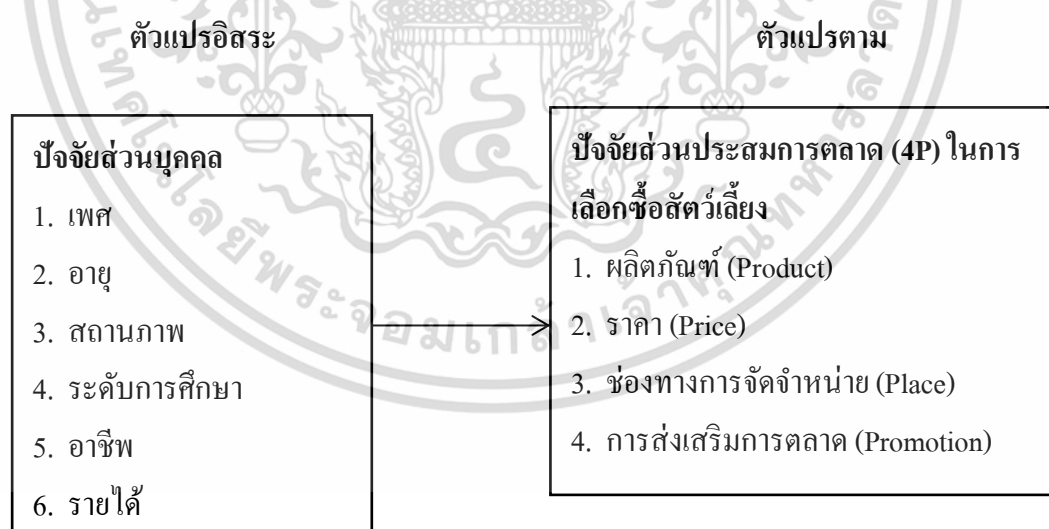 ตัวแปรอิสระ
ตัวแปรตาม
ปัจจัยส่วนบุคคล
1. เพศ
2. อายุ
3. สถานภาพ
4. ระดับการศึกษา
5. อาชีพ
6. รายได้
ปัจจัยส่วนประสมการตลาด (4P) ในการ
เลือกซื้อสัตว์เลี้ยง
1. ผลิตภัณฑ์ (Product)
2. ราคา (Price)
3. ช่องทางการจัดจำหน่าย (Place)
4. การส่งเสริมการตลาด (Promotion)